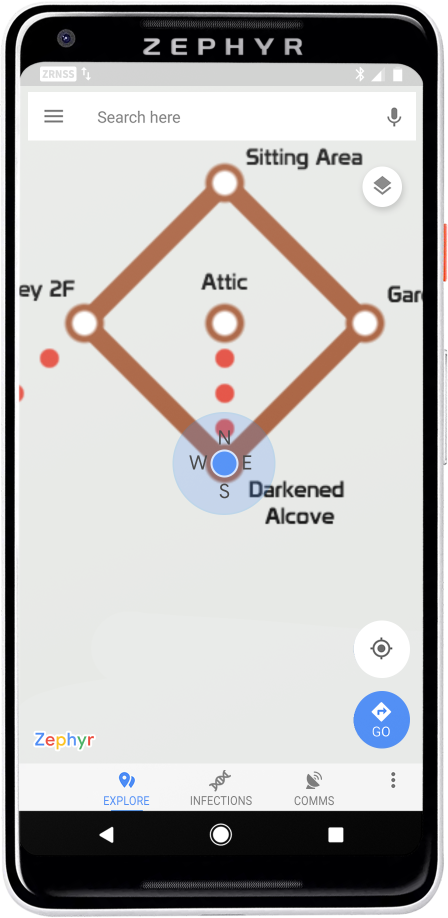 ZEPHYR
ZRNSS
Search here
Sitting Area
Attic
ey 2F
Gar
N
W E
S
Darkened
Alcove
GO
Zephyr
EXPLORE
INFECTIONS
COMMS